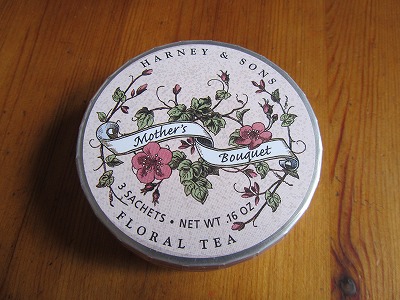 HARNEY & SONS
Mother's
Bouquet
3 SACHETS • NET WT .16 OZ
FLORAL TEA